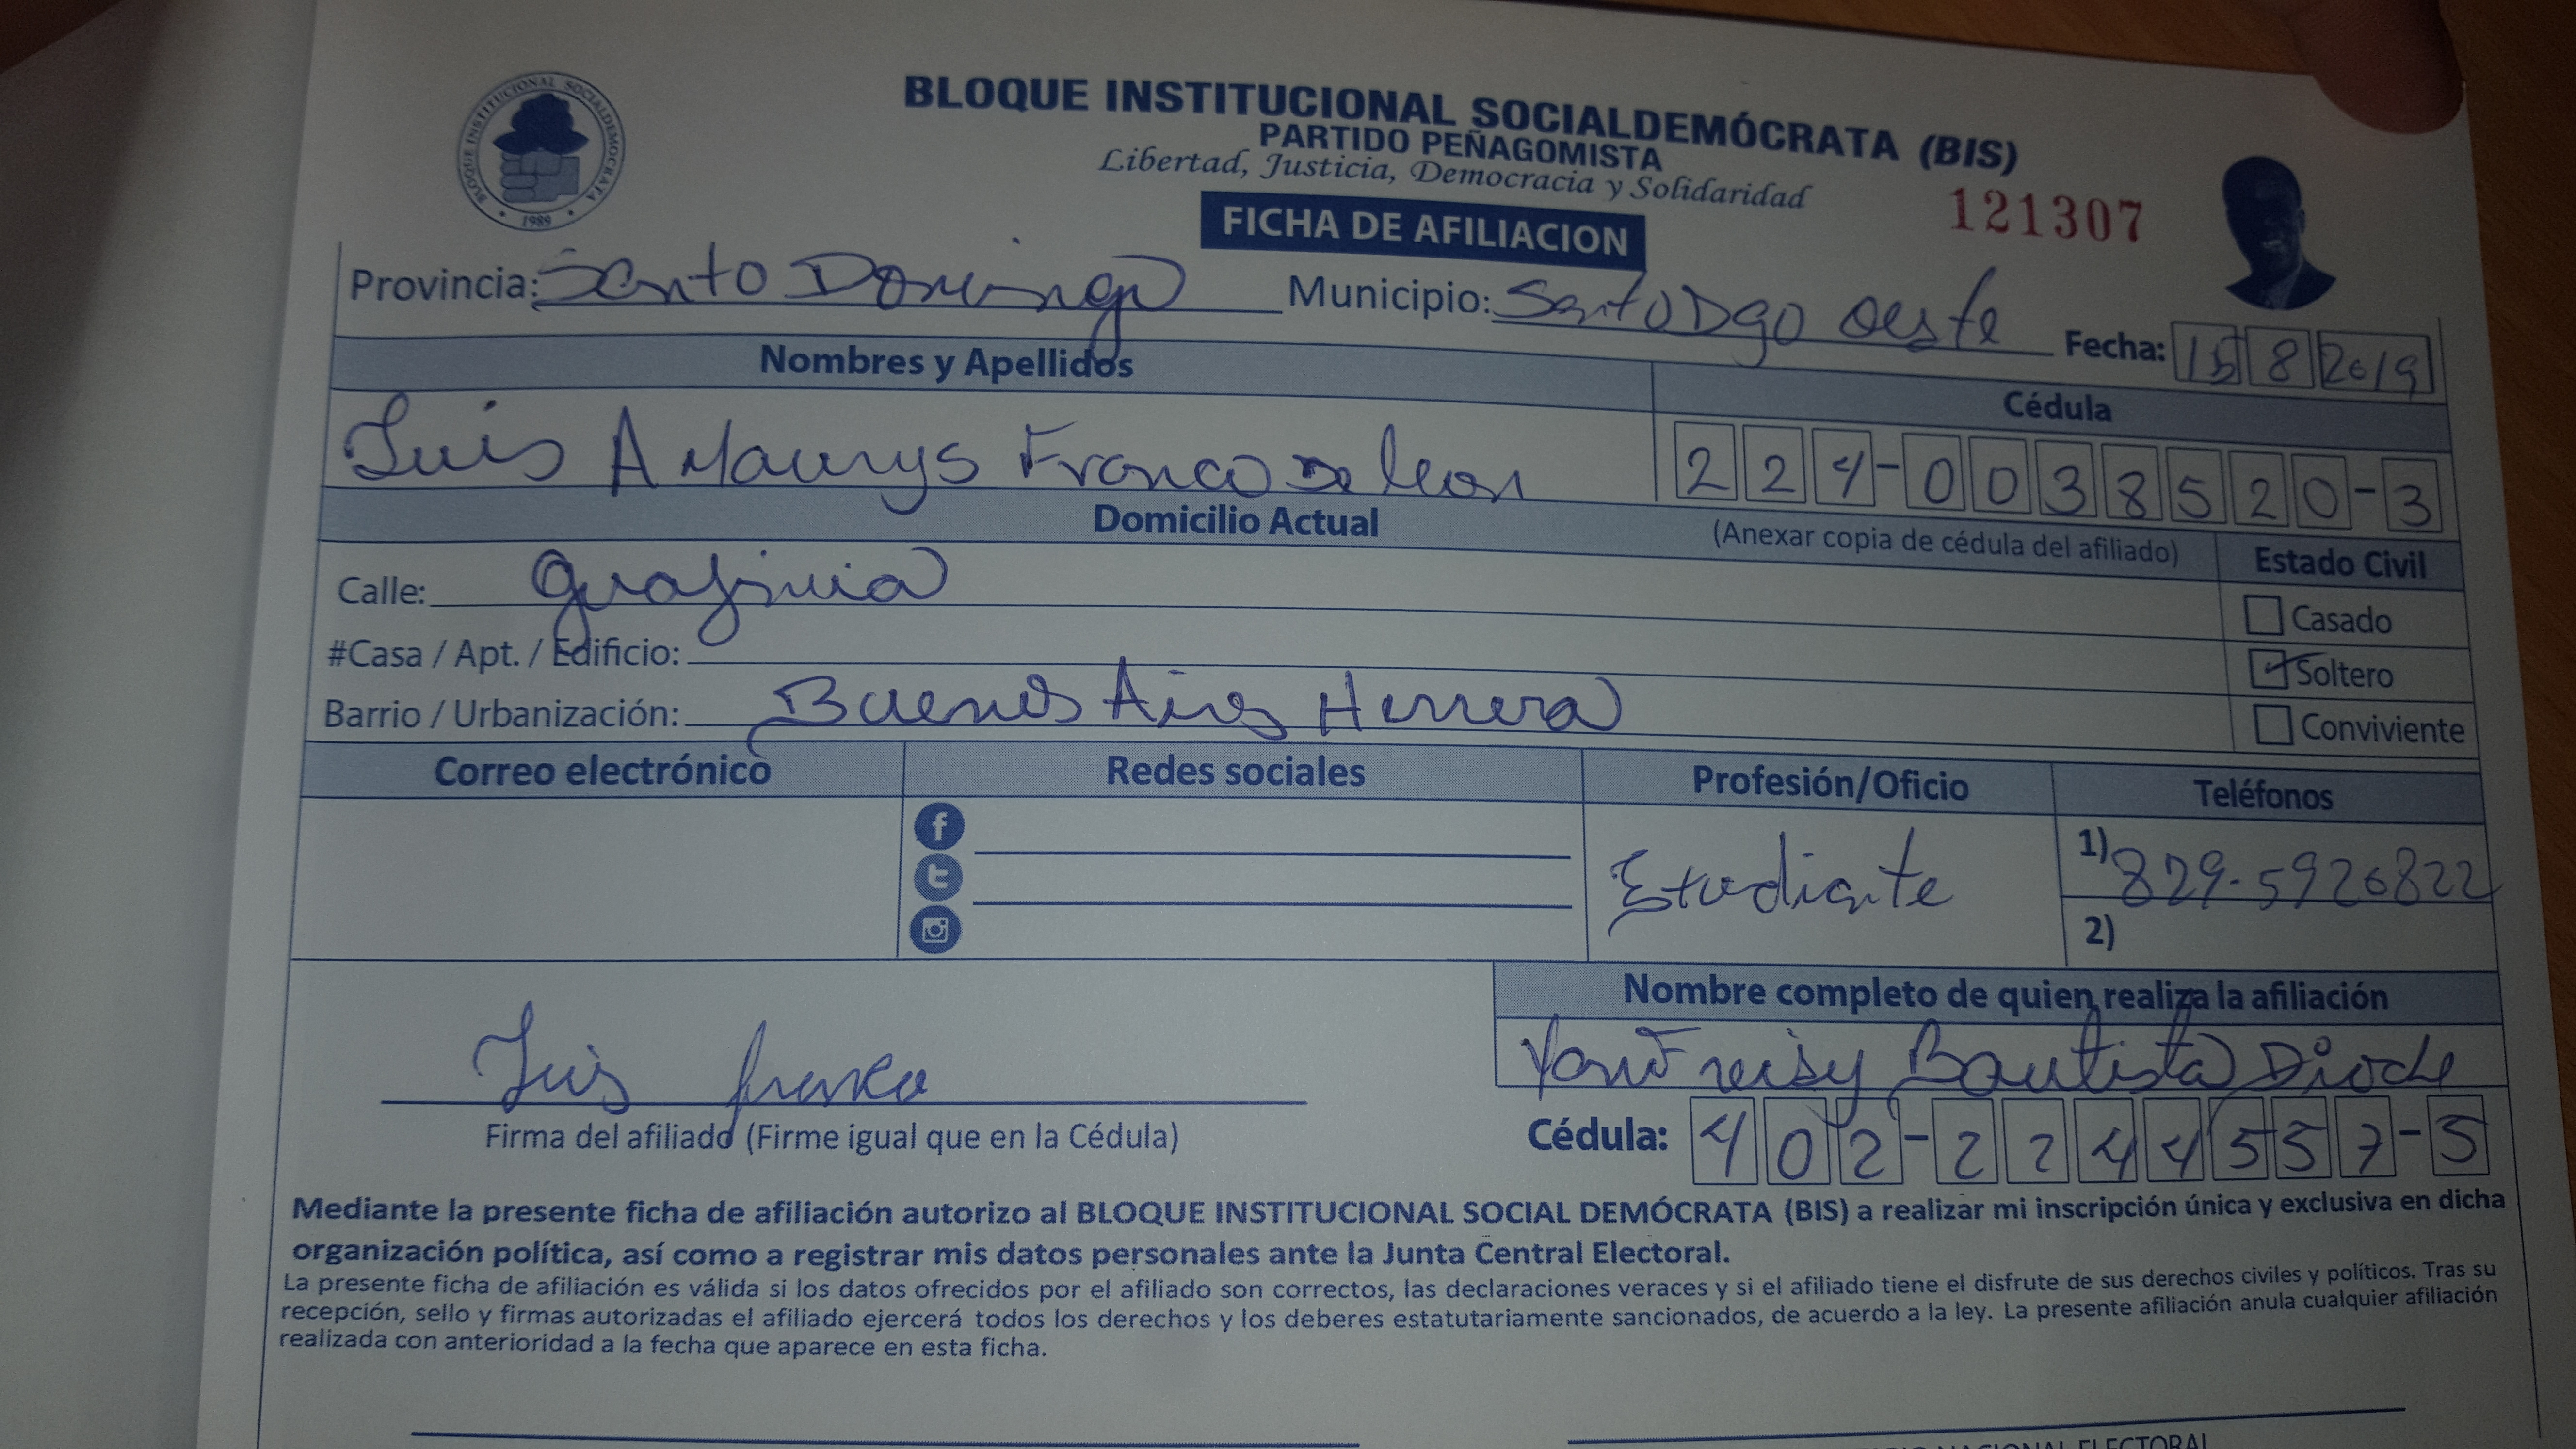 BLOQUE INSTITUCIONAL SOCIALDEMÓCRATA (BIS)
PARTIDO PEÑAGOMISTA
Libertad, Justicia, Democracia y Solidaridad
BLOQUE INSTITUCIONAL SOCIALDEMOCRATA
1989
121307
FICHA DE AFILIACION
Provincia: Santo Domingo Municipio: Santo Dgo oeste Fecha: 15 8 2019
Nombres y Apellidos Cédula
Luis AMaurys Franco De leon 224-0038520-3
Domicilio Actual (Anexar copia de cédula del afiliado) Estado Civil
Calle:
Casado
#Casa / Apt. / Edificio:
Soltero
Barrio / Urbanización: Buenos Aires Herrera
Conviviente
Correo electrónico Redes sociales Profesión/Oficio Teléfonos
Estudiante
1) 829-5926822
2)
Nombre completo de quien realiza la afiliación
Luis franco
Bautista
Firma del afiliado (Firme igual que en la Cédula)
Cédula: 402-2244557-5
Mediante la presente ficha de afiliación autorizo al BLOQUE INSTITUCIONAL SOCIAL DEMÓCRATA (BIS) a realizar mi inscripción única y exclusiva en dicha
organización política, así como a registrar mis datos personales ante la Junta Central Electoral.
La presente ficha de afiliación es válida si los datos ofrecidos por el afiliado son correctos, las declaraciones veraces y si el afiliado tiene el disfrute de sus derechos civiles y políticos. Tras su
recepción, sello y firmas autorizadas el afiliado ejercerá todos los derechos y los deberes estatutariamente sancionados, de acuerdo a la ley. La presente afiliación anula cualquier afiliación
realizada con anterioridad a la fecha que aparece en esta ficha.
NACIONAL ELECTORAL